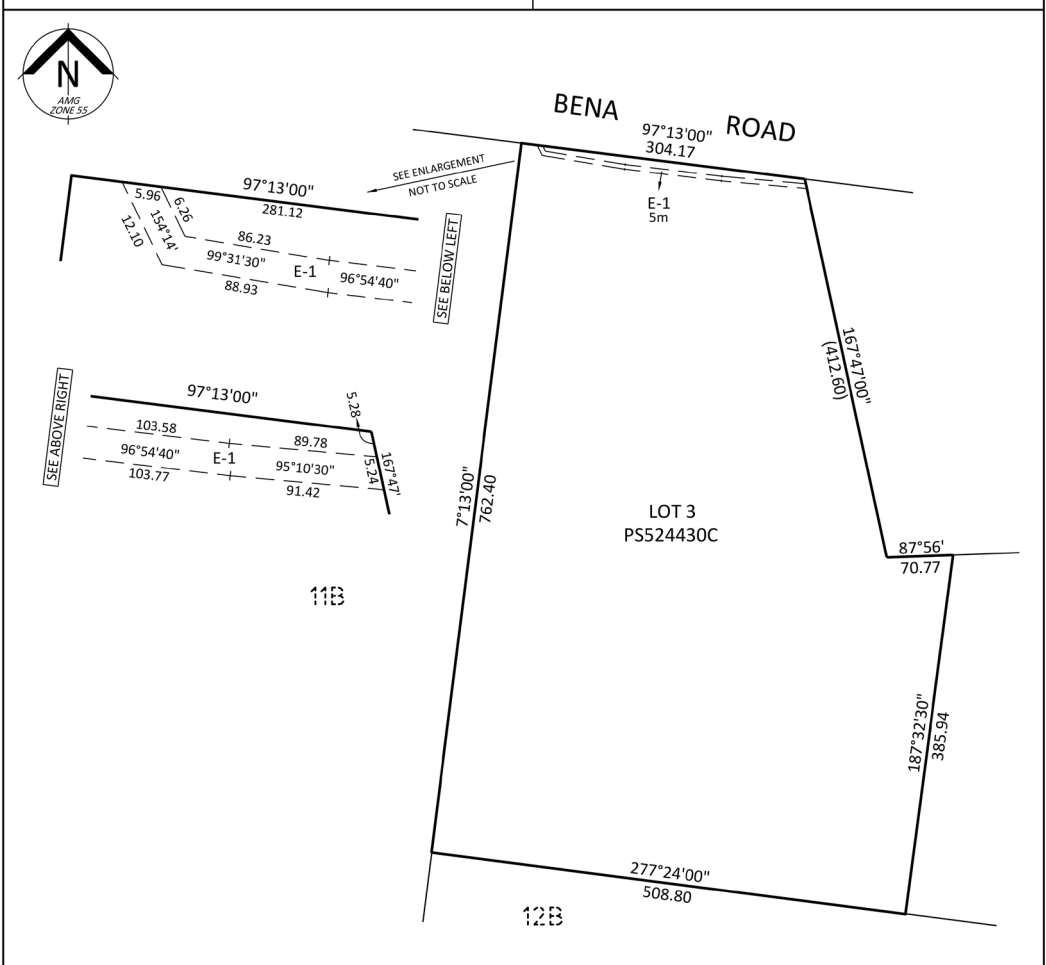 N
AMG
ZONE 55
BENA ROAD
97°13'00"
304.17
SEE ENLARGEMENT
NOT TO SCALE
E-1
5m
97°13'00"
281.12
5.96
6.26
154°14'
12.10
86.23
99°31'30"
E-1
96°54'40"
88.93
SEE BELOW LEFT
167°47'00"
(412.60)
SEE ABOVE RIGHT
97°13'00"
5.28
103.58
89.78
96°54'40"
E-1
95°10'30"
5.24
167°47'
103.77
91.42
7°13'00"
762.40
LOT 3
PS524430C
87°56'
70.77
11B
187°32'30"
385.94
277°24'00"
508.80
12B